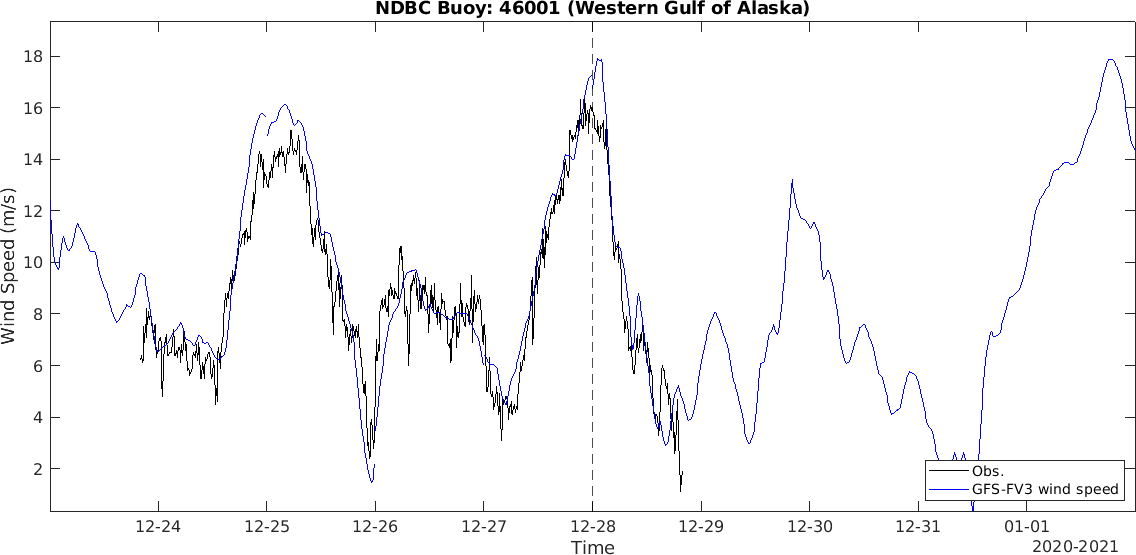 NDBC Buoy: 46001 (Western Gulf of Alaska)
Wind Speed (m/s)
18
16
14
12
10
8
6
4
2
Obs.
GFS-FV3 wind speed
12-24 12-25 12-26 12-27 12-28 12-29 12-30 12-31 01-01
Time
2020-2021